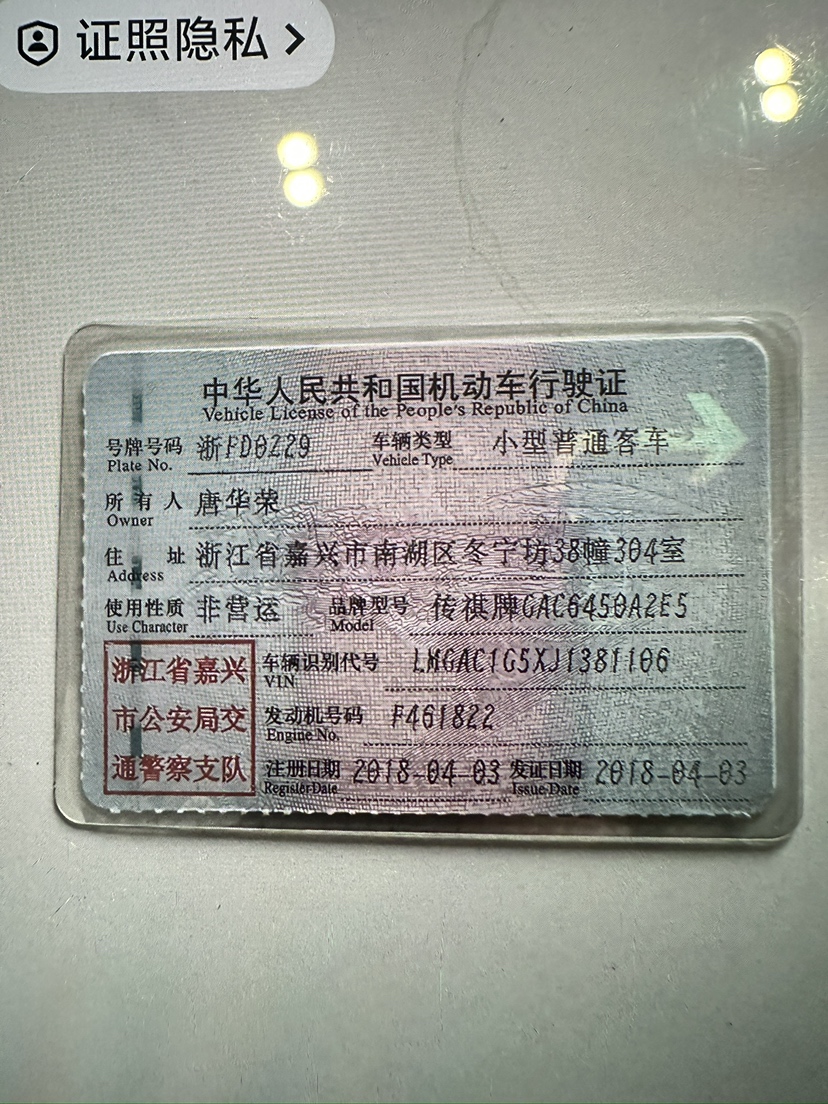 证照隐私 >
中华人民共和国机动车行驶证
Vehicle License of the People's Republic of China
号牌号码 浙FD0Z29 车辆类型 小型普通客车
Plate No. Vehicle Type
所有人 唐华荣
Owner
住址 浙江省嘉兴市南湖区冬宁坊38幢304室
Address
使用性质 非营运 品牌型号 传祺牌GAC6450A2E5
Use Character Model
浙江省嘉兴 车辆识别代号 LMGAC1G5XJ1381106
VIN
市公安局交 发动机号码 F461822
Engine No.
通警察支队 注册日期 2018-04-03 发证日期 2018-04-03
Register Date Issue Date